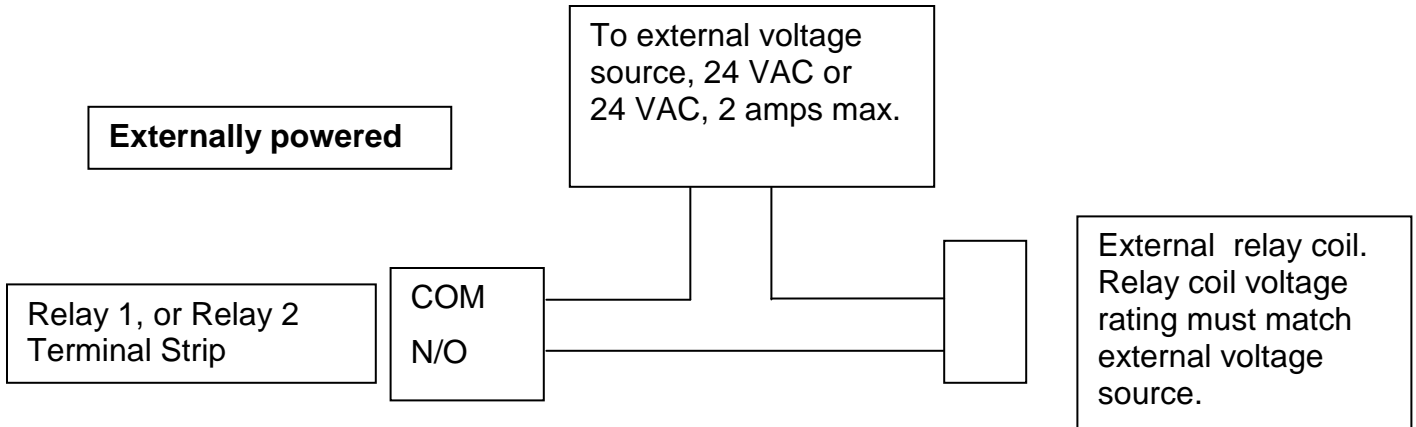 To external voltage
source, 24 VAC or
24 VAC, 2 amps max.
Externally powered
Relay 1, or Relay 2
Terminal Strip
COM
N/O
External relay coil.
Relay coil voltage
rating must match
external voltage
source.